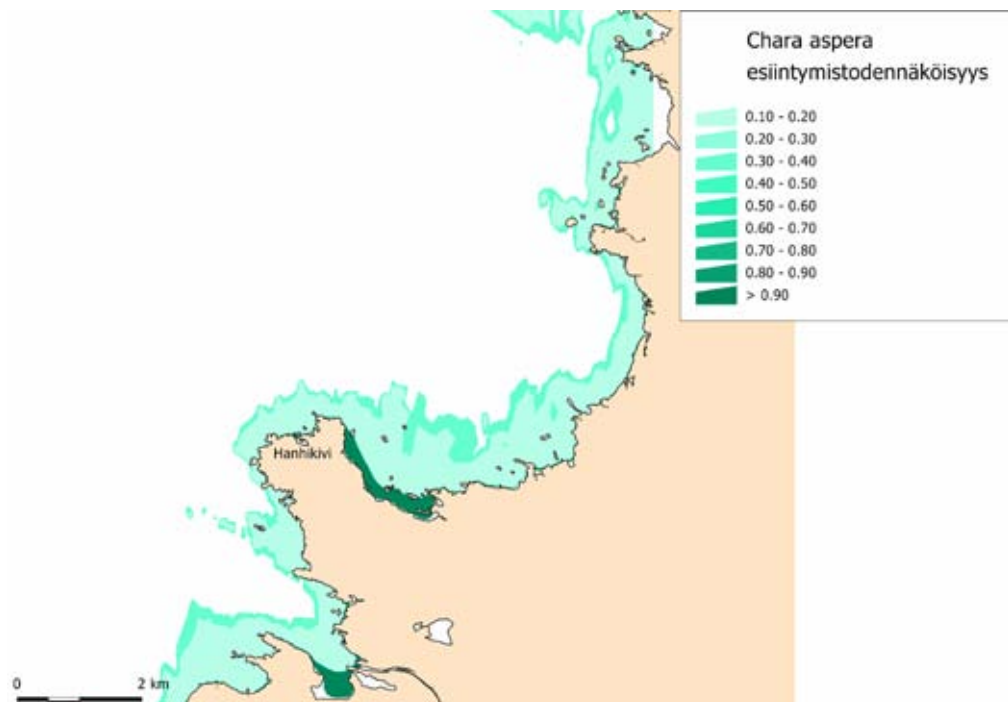 Chara aspera
esiintymistodennäköisyys
0.10 - 0.20
0.20 - 0.30
0.30 - 0.40
0.40 - 0.50
0.50 - 0.60
0.60 - 0.70
0.70 - 0.80
0.80 - 0.90
> 0.90
Hanhikivi
0 2 km